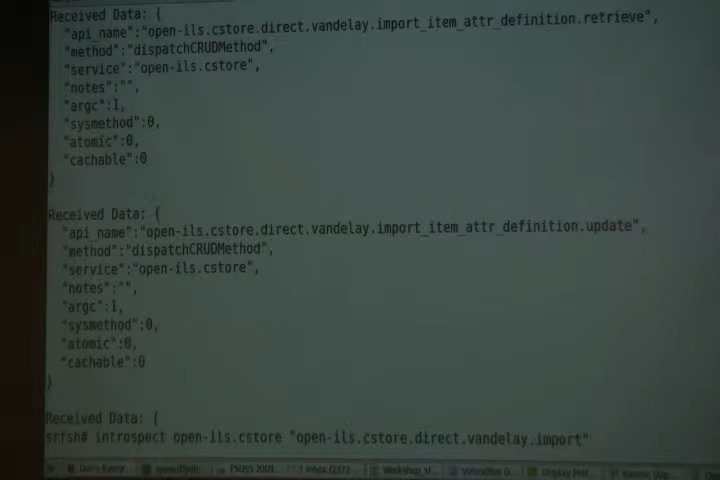 Received Data: {
"api_name":"open-ils.cstore.direct.vandelay.import_item_attr_definition.retrieve",
"method":"dispatchCRUDMethod",
"service":"open-ils.cstore",
"notes":"",
"argc":1,
"sysmethod":0,
"atomic":0,
"cachable":0
}
Received Data: {
"api_name":"open-ils.cstore.direct.vandelay.import_item_attr_definition.update",
"method":"dispatchCRUDMethod",
"service":"open-ils.cstore",
"notes":"",
"argc":1,
"sysmethod":0,
"atomic":0,
"cachable":0
}
Received Data: {
srfsh# introspect open-ils.cstore "open-ils.cstore.direct.vandelay.import"
Inbox Workshop_sl